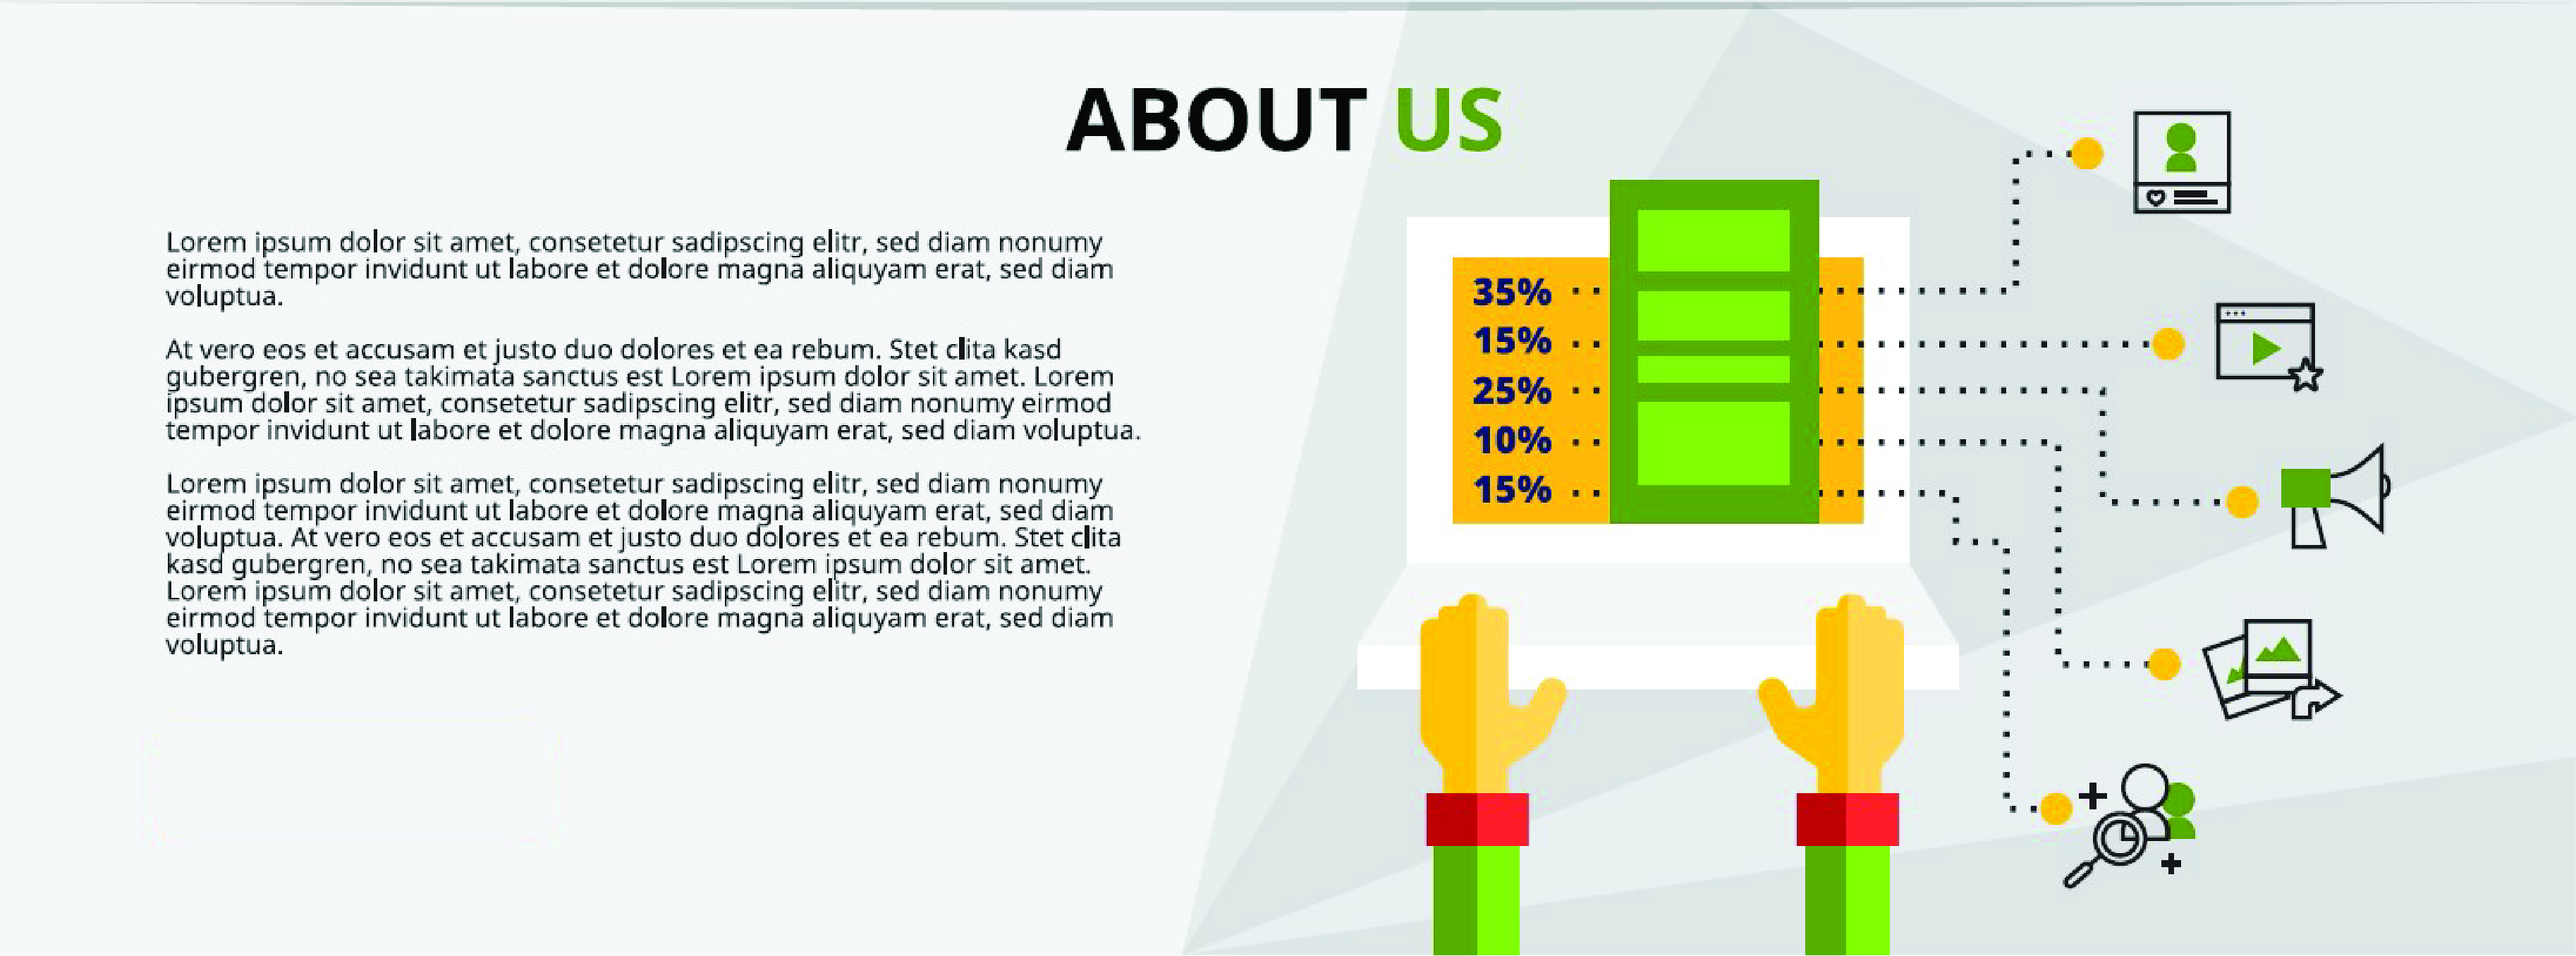 ABOUT US
Lorem ipsum dolor sit amet, consetetur sadipscing elitr, sed diam nonumy
eirmod tempor invidunt ut labore et dolore magna aliquyam erat, sed diam
voluptua.
At vero eos et accusam et justo duo dolores et ea rebum. Stet clita kasd
gubergren, no sea takimata sanctus est Lorem ipsum dolor sit amet. Lorem
ipsum dolor sit amet, consetetur sadipscing elitr, sed diam nonumy eirmod
tempor invidunt ut labore et dolore magna aliquyam erat, sed diam voluptua.
Lorem ipsum dolor sit amet, consetetur sadipscing elitr, sed diam nonumy
eirmod tempor invidunt ut labore et dolore magna aliquyam erat, sed diam
voluptua. At vero eos et accusam et justo duo dolores et ea rebum. Stet clita
kasd gubergren, no sea takimata sanctus est Lorem ipsum dolor sit amet.
Lorem ipsum dolor sit amet, consetetur sadipscing elitr, sed diam nonumy
eirmod tempor invidunt ut labore et dolore magna aliquyam erat, sed diam
voluptua.
35%
15%
25%
10%
15%